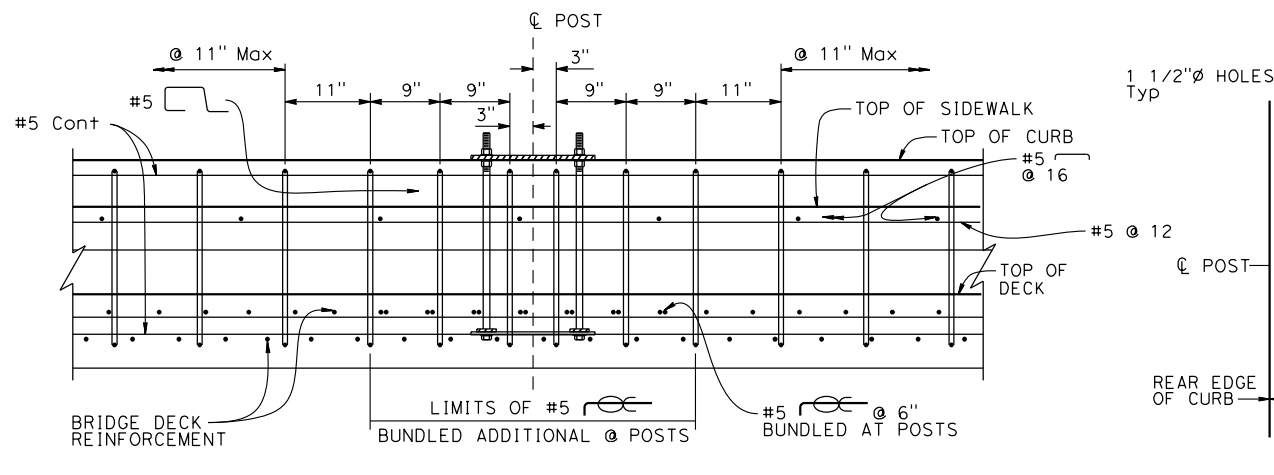 ℄ POST
@ 11" Max
3"
@ 11" Max
11"
9"
9"
9"
9"
11"
3"
#5
#5 Cont
TOP OF SIDEWALK
TOP OF CURB
#5
@ 16
#5 @ 12
TOP OF
DECK
BRIDGE DECK
REINFORCEMENT
LIMITS OF #5
BUNDLED ADDITIONAL @ POSTS
#5 @ 6"
BUNDLED AT POSTS
1 1/2"Ø HOLES
Typ
℄ POST
REAR EDGE
OF CURB